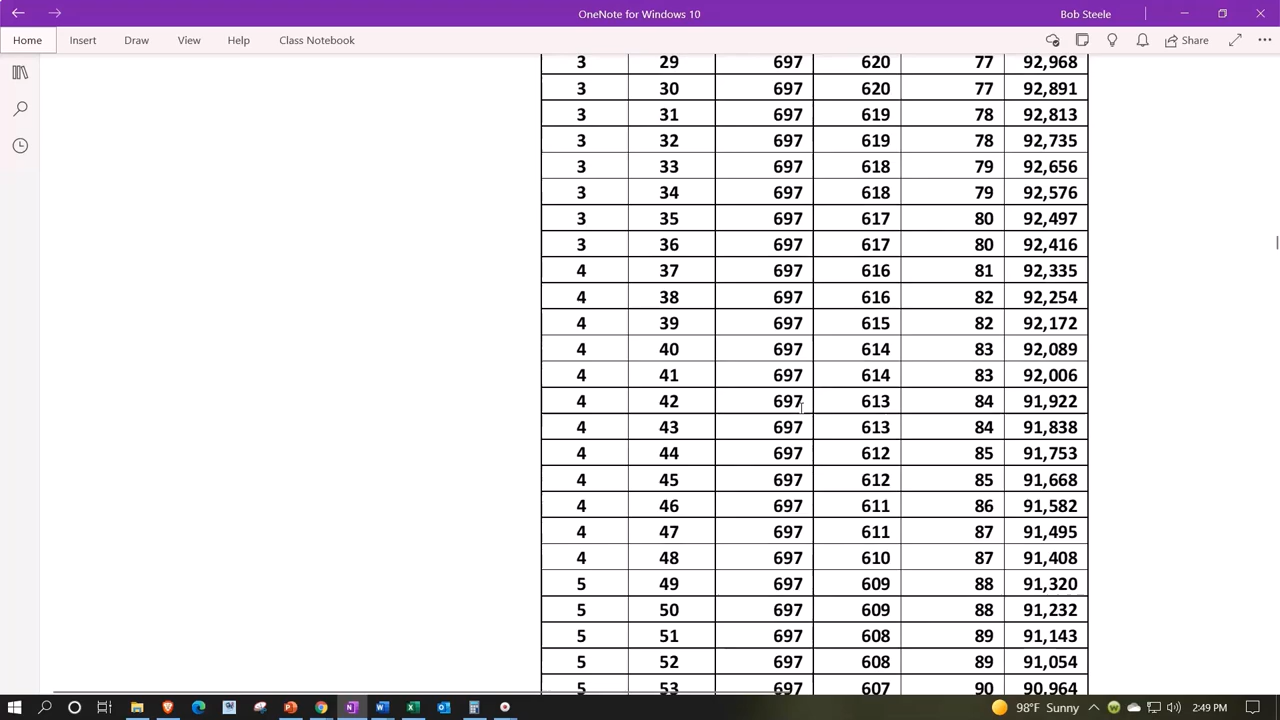 OneNote for Windows 10
Bob Steele
Home Insert Draw View Help Class Notebook
Share
3 29 697 620 77 92,968
3 30 697 620 77 92,891
3 31 697 619 78 92,813
3 32 697 619 78 92,735
3 33 697 618 79 92,656
3 34 697 618 79 92,576
3 35 697 617 80 92,497
3 36 697 617 80 92,416
4 37 697 616 81 92,335
4 38 697 616 82 92,254
4 39 697 615 82 92,172
4 40 697 614 83 92,089
4 41 697 614 83 92,006
4 42 697 613 84 91,922
4 43 697 613 84 91,838
4 44 697 612 85 91,753
4 45 697 612 85 91,668
4 46 697 611 86 91,582
4 47 697 611 87 91,495
4 48 697 610 87 91,408
5 49 697 609 88 91,320
5 50 697 609 88 91,232
5 51 697 608 89 91,143
5 52 697 608 89 91,054
5 53 697 607 90 90,964
98°F Sunny
2:49 PM